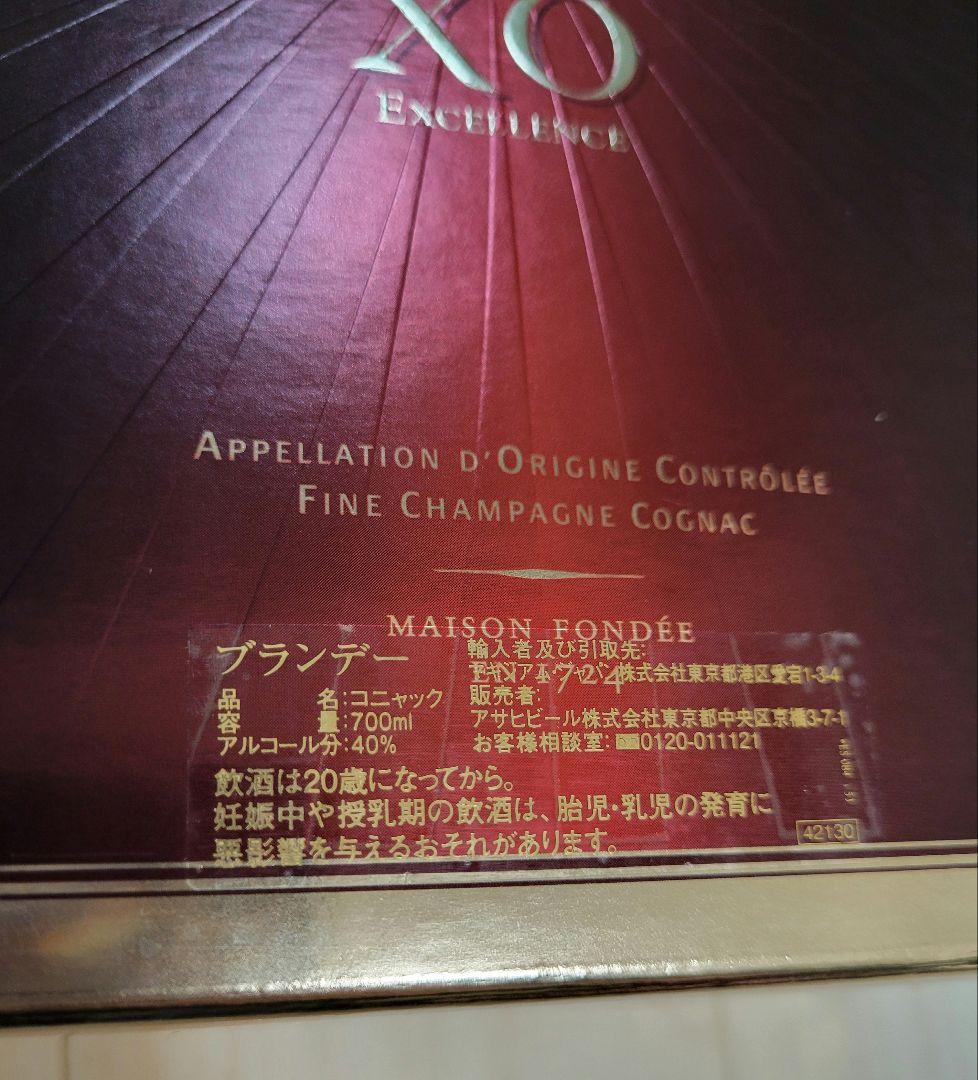 XO
EXCELLENCE
APPELLATION D'ORIGINE CONTRÔLÉE
FINE CHAMPAGNE COGNAC
MAISON FONDÉE
EN 1724
ブランデー
品 名:コニャック
容 量:700ml
アルコール分:40%
輸入者及び引取先:
株式会社東京都港区愛宕1-3-4
販売者:
アサヒビール株式会社東京都中央区京橋3-7-1
お客様相談室: 0120-011121
飲酒は20歳になってから。
妊娠中や授乳期の飲酒は、胎児・乳児の発育に
悪影響を与えるおそれがあります。
42130